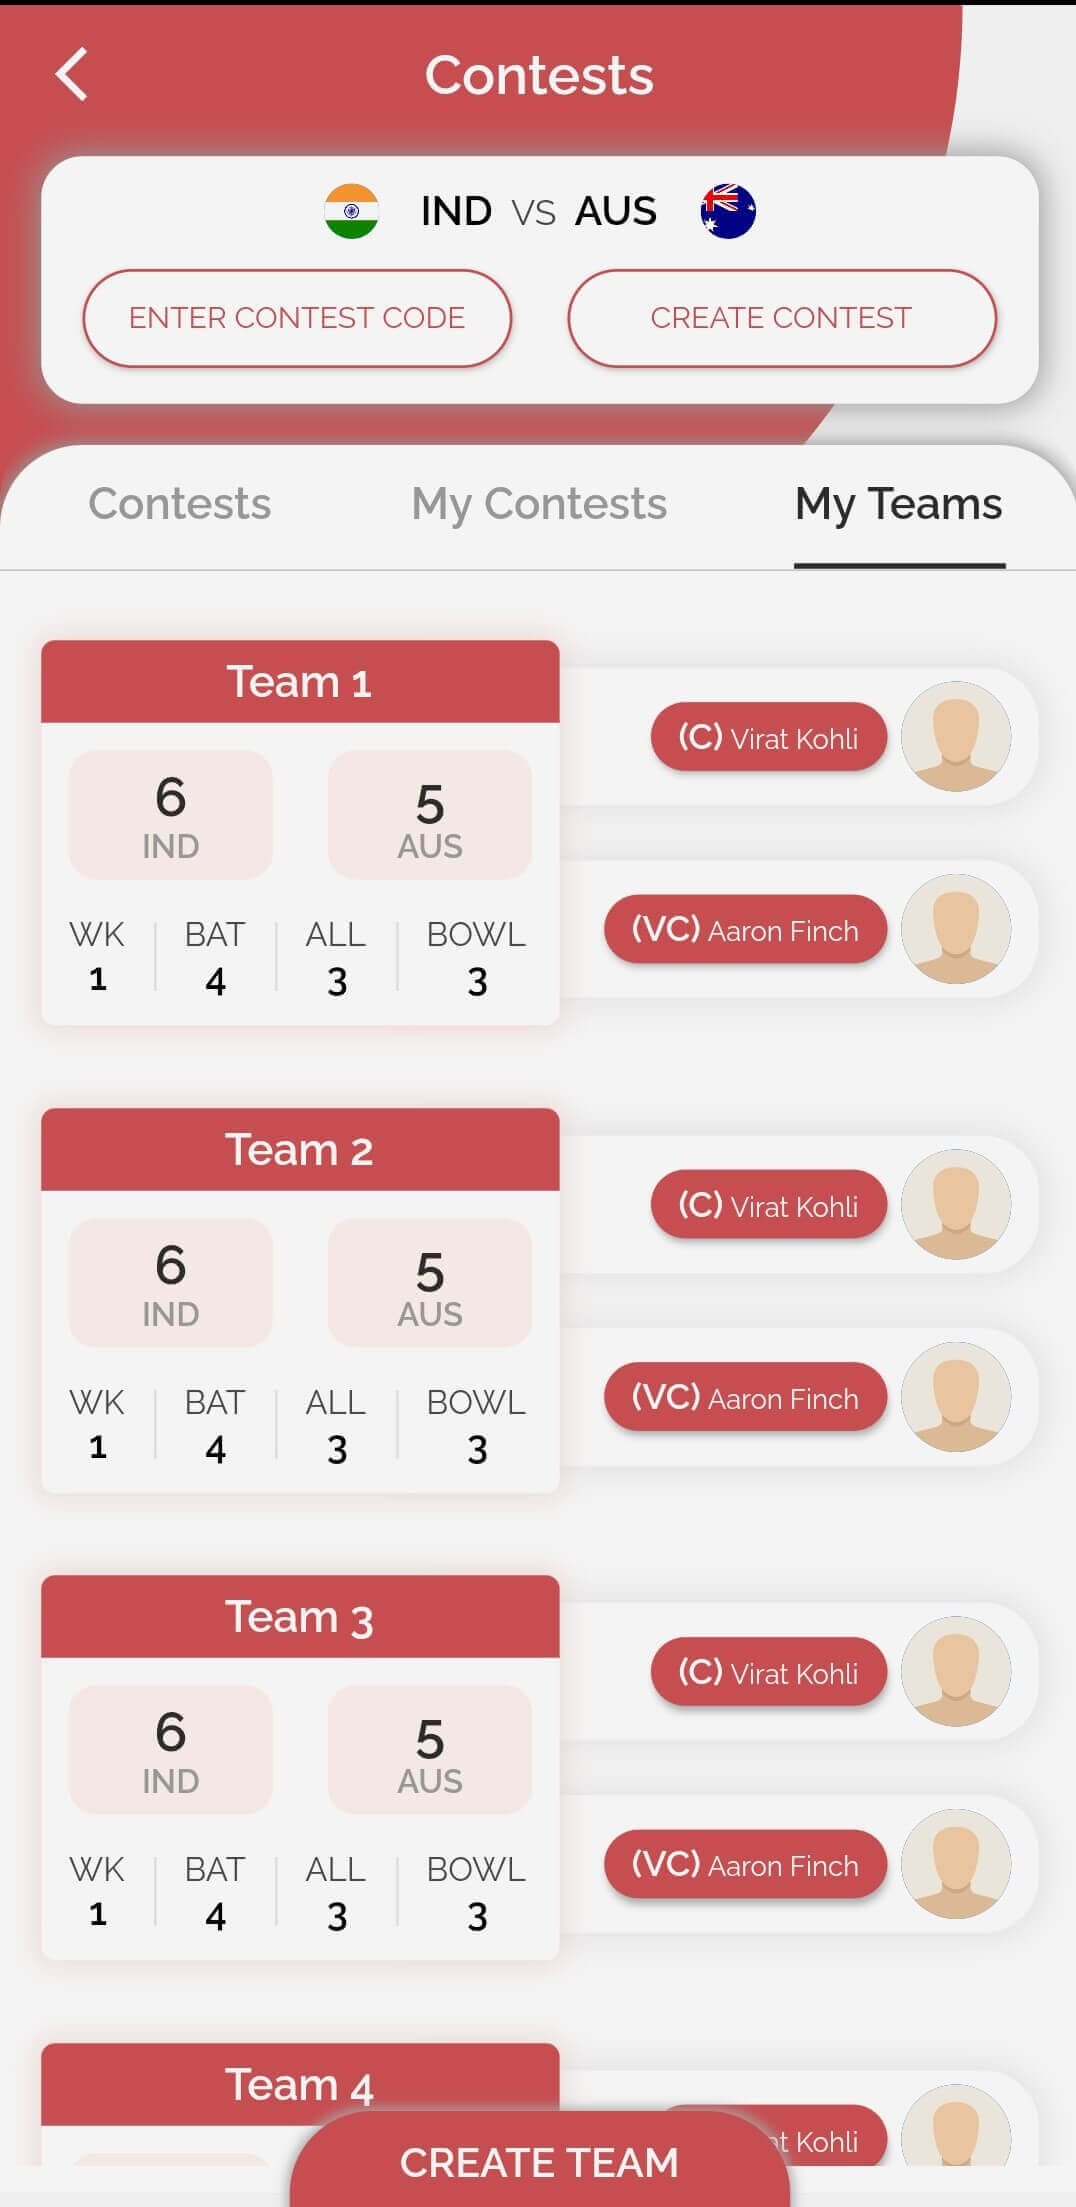 Contests
IND VS AUS
ENTER CONTEST CODE
CREATE CONTEST
Contests
My Contests
My Teams
Team 1
6
IND
5
AUS
WK BAT ALL BOWL
1 4 3 3
(C) Virat Kohli
(VC) Aaron Finch
Team 2
6
IND
5
AUS
WK BAT ALL BOWL
1 4 3 3
(C) Virat Kohli
(VC) Aaron Finch
Team 3
6
IND
5
AUS
WK BAT ALL BOWL
1 4 3 3
(C) Virat Kohli
(VC) Aaron Finch
Team 4
Kohli
CREATE TEAM